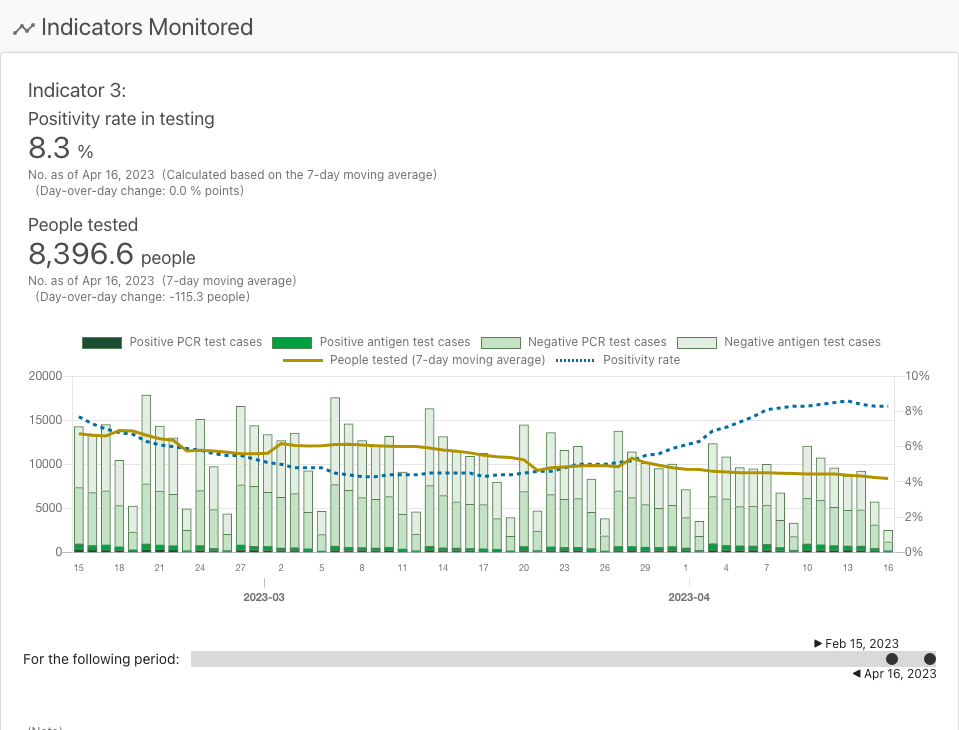 Indicators Monitored
Indicator 3:
Positivity rate in testing
8.3 %
No. as of Apr 16, 2023 (Calculated based on the 7-day moving average)
(Day-over-day change: 0.0 % points)
People tested
8,396.6 people
No. as of Apr 16, 2023 (7-day moving average)
(Day-over-day change: -115.3 people)
Positive PCR test cases Positive antigen test cases Negative PCR test cases Negative antigen test cases
People tested (7-day moving average) Positivity rate
20000 10%
8%
15000
6%
10000
4%
5000
2%
0 0%
15 18 21 24 27 2 5 8 11 14 17 20 23 26 29 1 4 7 10 13 16
2023-03 2023-04
▶ Feb 15, 2023
For the following period:
◀ Apr 16, 2023